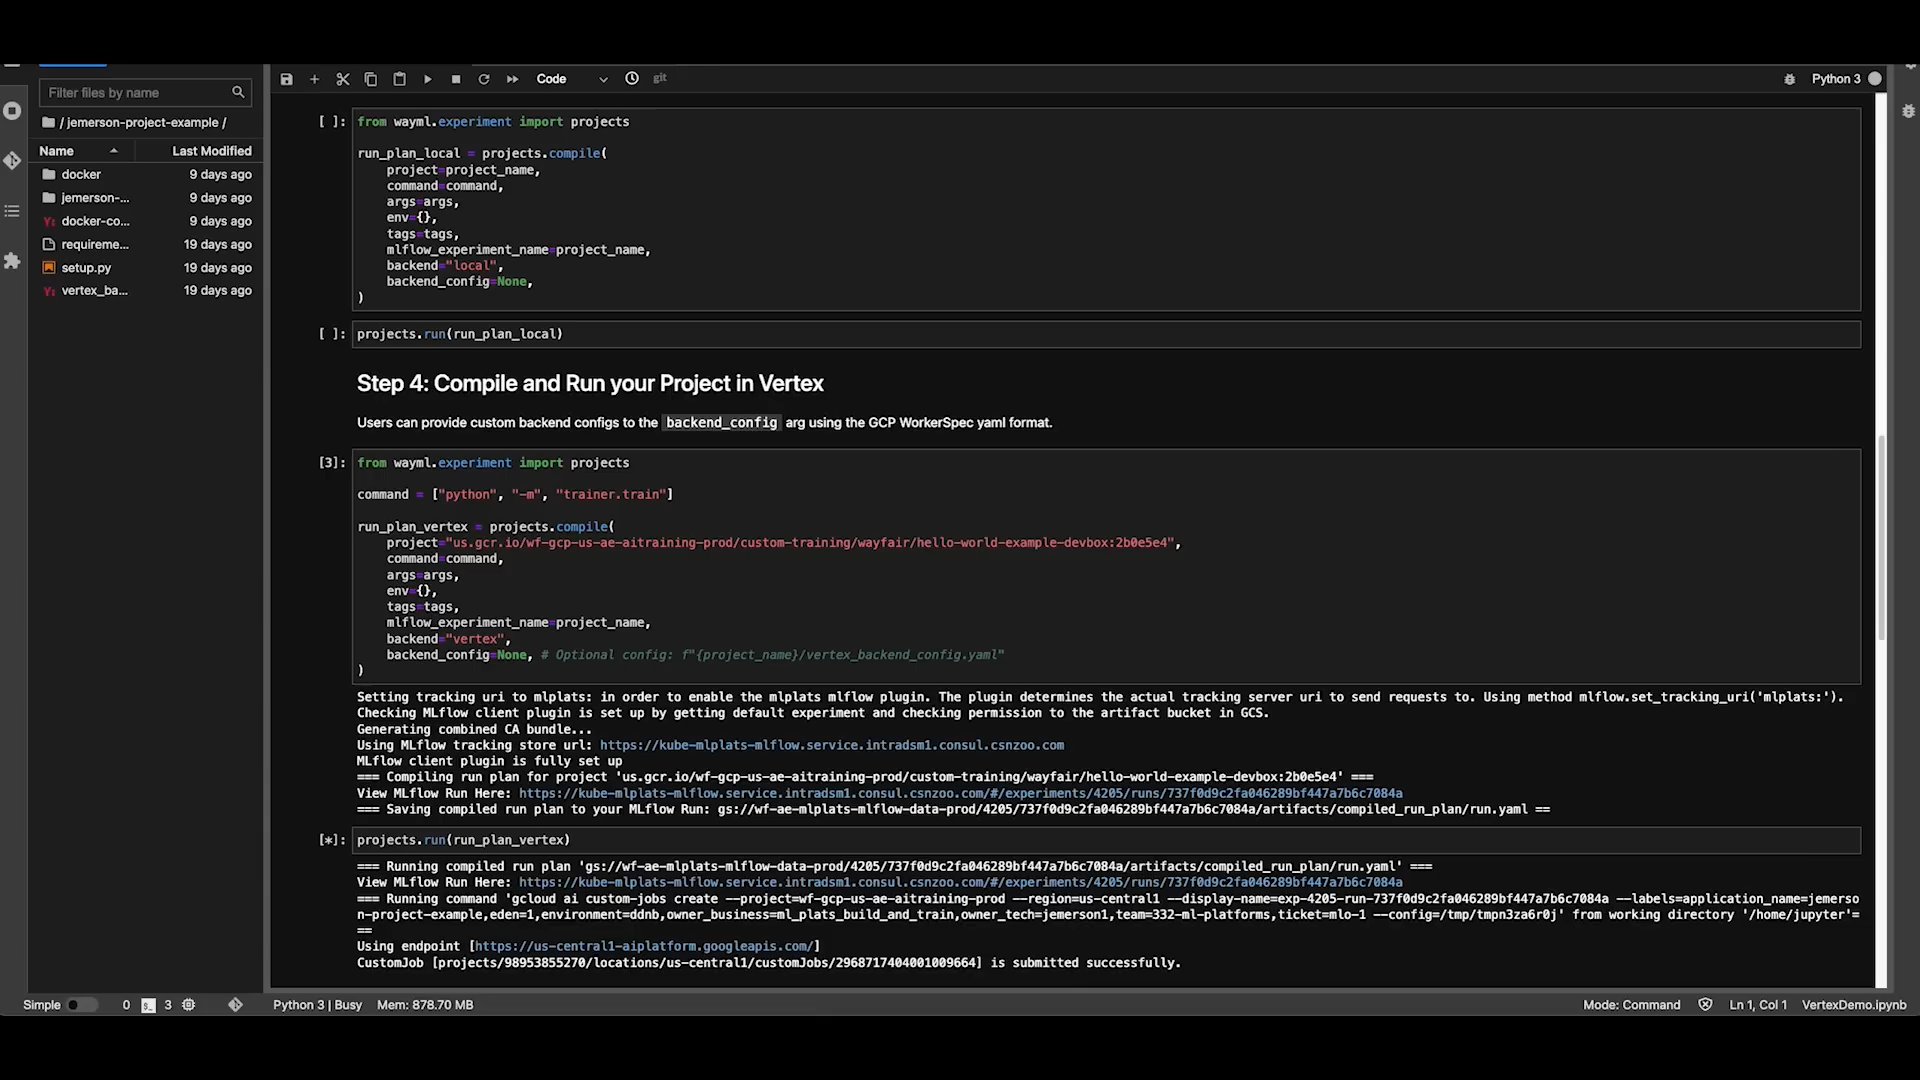 Code
git
Python 3
Filter files by name
/ jemerson-project-example /
Name Last Modified
docker 9 days ago
jemerson-... 9 days ago
docker-co... 9 days ago
requireme... 19 days ago
setup.py 19 days ago
vertex_ba... 19 days ago
[ ]: from wayml.experiment import projects
run_plan_local = projects.compile(
project=project_name,
command=command,
args=args,
env={},
tags=tags,
mlflow_experiment_name=project_name,
backend="local",
backend_config=None,
)
[ ]: projects.run(run_plan_local)
Step 4: Compile and Run your Project in Vertex
Users can provide custom backend configs to the backend_config arg using the GCP WorkerSpec yaml format.
[3]: from wayml.experiment import projects
command = ["python", "-m", "trainer.train"]
run_plan_vertex = projects.compile(
project="us.gcr.io/wf-gcp-us-ae-aitraining-prod/custom-training/wayfair/hello-world-example-devbox:2b0e5e4",
command=command,
args=args,
env={},
tags=tags,
mlflow_experiment_name=project_name,
backend="vertex",
backend_config=None, # Optional config: f"{project_name}/vertex_backend_config.yaml"
)
Setting tracking uri to mlplats: in order to enable the mlplats mlflow plugin. The plugin determines the actual tracking server uri to send requests to. Using method mlflow.set_tracking_uri('mlplats:').
Checking MLflow client plugin is set up by getting default experiment and checking permission to the artifact bucket in GCS.
Generating combined CA bundle...
Using MLflow tracking store url: https://kube-mlplats-mlflow.service.intradsm1.consul.csnzoo.com
MLflow client plugin is fully set up
=== Compiling run plan for project 'us.gcr.io/wf-gcp-us-ae-aitraining-prod/custom-training/wayfair/hello-world-example-devbox:2b0e5e4' ===
View MLflow Run Here: https://kube-mlplats-mlflow.service.intradsm1.consul.csnzoo.com/#/experiments/4205/runs/737f0d9c2fa046289bf447a7b6c7084a
=== Saving compiled run plan to your MLflow Run: gs://wf-ae-mlplats-mlflow-data-prod/4205/737f0d9c2fa046289bf447a7b6c7084a/artifacts/compiled_run_plan/run.yaml ==
[*]: projects.run(run_plan_vertex)
=== Running compiled run plan 'gs://wf-ae-mlplats-mlflow-data-prod/4205/737f0d9c2fa046289bf447a7b6c7084a/artifacts/compiled_run_plan/run.yaml' ===
View MLflow Run Here: https://kube-mlplats-mlflow.service.intradsm1.consul.csnzoo.com/#/experiments/4205/runs/737f0d9c2fa046289bf447a7b6c7084a
=== Running command 'gcloud ai custom-jobs create --project=wf-gcp-us-ae-aitraining-prod --region=us-central1 --display-name=exp-4205-run-737f0d9c2fa046289bf447a7b6c7084a --labels=application_name=jemerso
n-project-example,eden=1,environment=ddnb,owner_business=ml_plats_build_and_train,owner_tech=jemerson1,team=332-ml-platforms,ticket=mlo-1 --config=/tmp/tmpn3za6r0j' from working directory '/home/jupyter'=
==
Using endpoint [https://us-central1-aiplatform.googleapis.com/]
CustomJob [projects/98953855270/locations/us-central1/customJobs/2968717404001009664] is submitted successfully.
Simple 0 3 Python 3 | Busy Mem: 878.70 MB Mode: Command Ln 1, Col 1 VertexDemo.ipynb